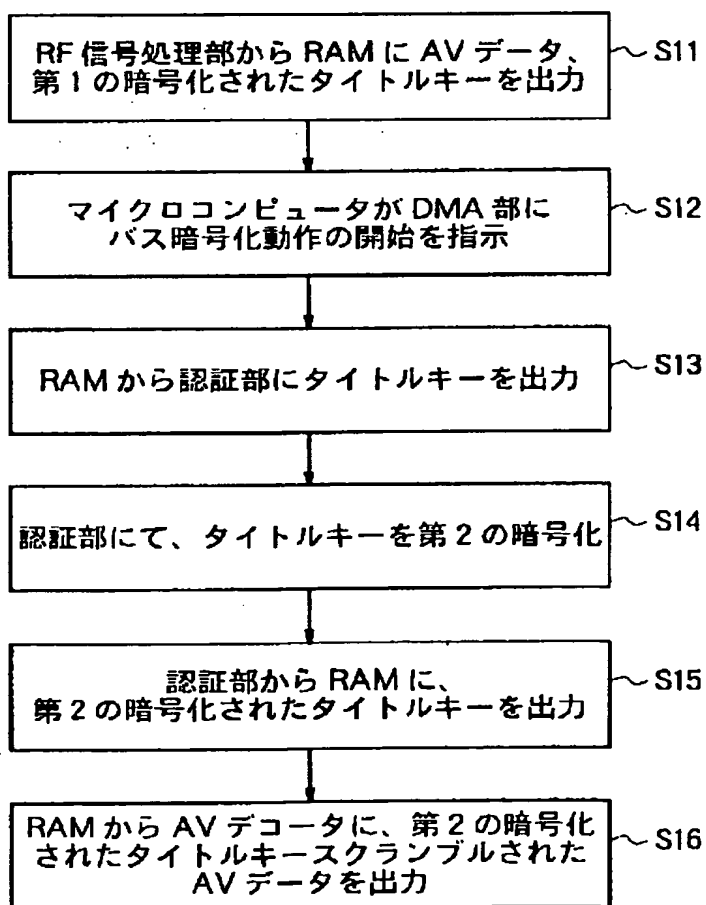 RF 信号処理部から RAM に AV データ、
第1の暗号化されたタイトルキーを出力
S11
マイクロコンピュータが DMA 部に
バス暗号化動作の開始を指示
S12
RAM から認証部にタイトルキーを出力
S13
認証部にて、タイトルキーを第2の暗号化
S14
認証部から RAM に、
第2の暗号化されたタイトルキーを出力
S15
RAM から AV デコータに、第2の暗号化
されたタイトルキースクランブルされた
AV データを出力
S16